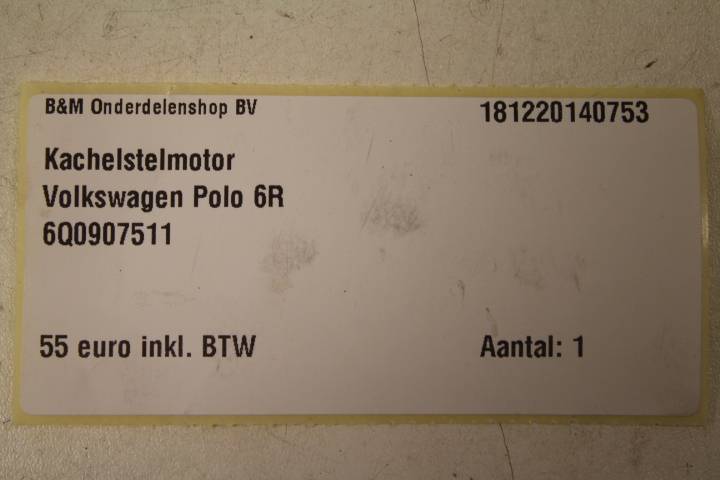 B&M Onderdelenshop BV
181220140753
Kachelstelmotor
Volkswagen Polo 6R
6Q0907511
55 euro inkl. BTW
Aantal: 1